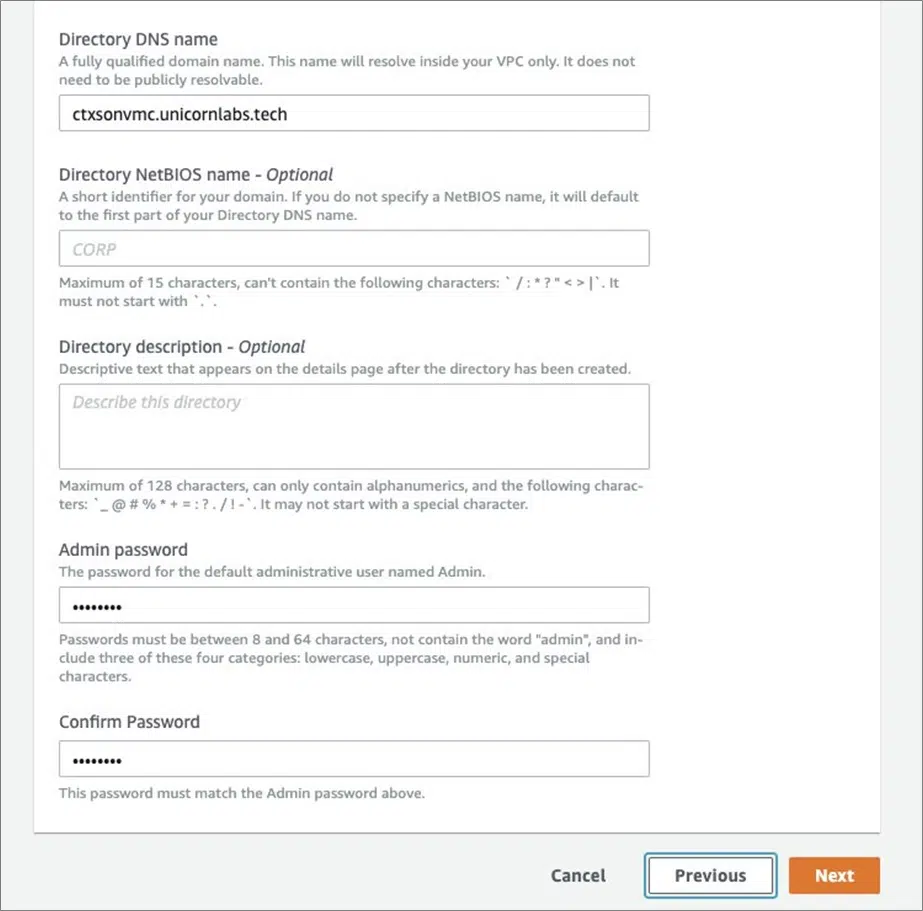 Directory DNS name
A fully qualified domain name. This name will resolve inside your VPC only. It does not
need to be publicly resolvable.
ctxsonvmc.unicornlabs.tech
Directory NetBIOS name - Optional
A short identifier for your domain. If you do not specify a NetBIOS name, it will default
to the first part of your Directory DNS name.
CORP
Maximum of 15 characters, can't contain the following characters: ` / : * ? " < > |`. It
must not start with `.`.
Directory description - Optional
Descriptive text that appears on the details page after the directory has been created.
Describe this directory
Maximum of 128 characters, can only contain alphanumerics, and the following charac-
ters: `_ @ # % * + = : ? . / ! -`. It may not start with a special character.
Admin password
The password for the default administrative user named Admin.
••••••••
Passwords must be between 8 and 64 characters, not contain the word "admin", and in-
clude three of these four categories: lowercase, uppercase, numeric, and special
characters.
Confirm Password
••••••••
This password must match the Admin password above.
Cancel Previous Next